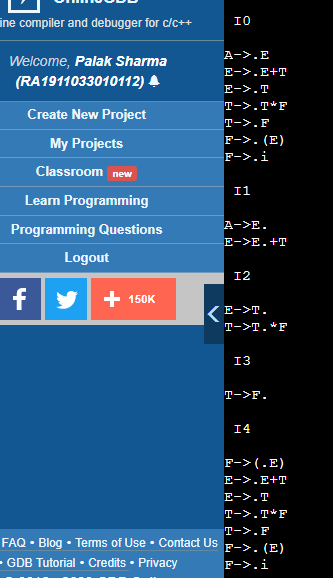 OnlineGDB
ine compiler and debugger for c/c++
Welcome, Palak Sharma
(RA1911033010112)
Create New Project
My Projects
Classroom new
Learn Programming
Programming Questions
Logout
f
+ 150K
FAQ • Blog • Terms of Use • Contact Us
• GDB Tutorial • Credits • Privacy
I0
A->.E
E->.E+T
E->.T
T->.T*F
T->.F
F->.(E)
F->.i
I1
A->E.
E->E.+T
I2
E->T.
T->T.*F
I3
T->F.
I4
F->(.E)
E->.E+T
E->.T
T->.T*F
T->.F
F->.(E)
F->.i